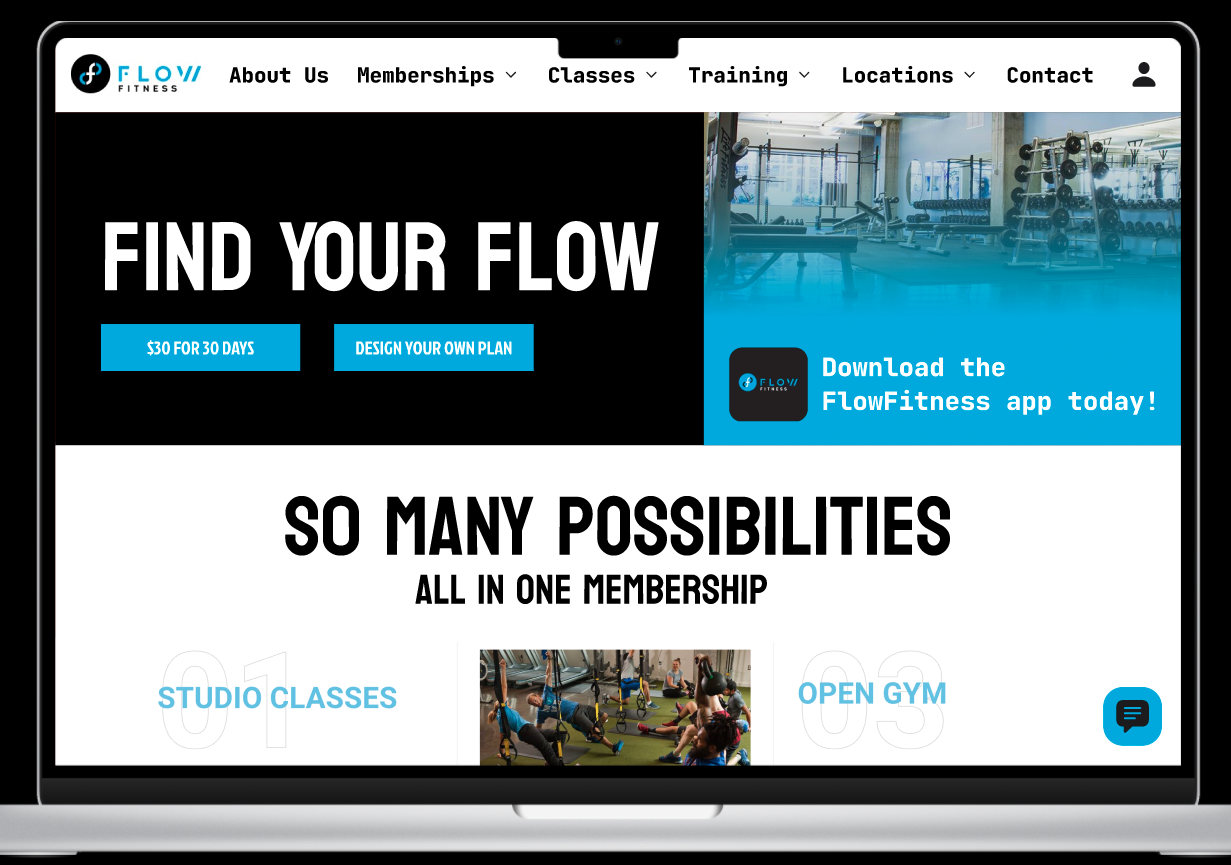 FLOW
FITNESS
About Us
Memberships
Classes
Training
Locations
Contact
FIND YOUR FLOW
$30 FOR 30 DAYS
DESIGN YOUR OWN PLAN
FLOW
FITNESS
Download the
FlowFitness app today!
SO MANY POSSIBILITIES
ALL IN ONE MEMBERSHIP
01
STUDIO CLASSES
03
OPEN GYM